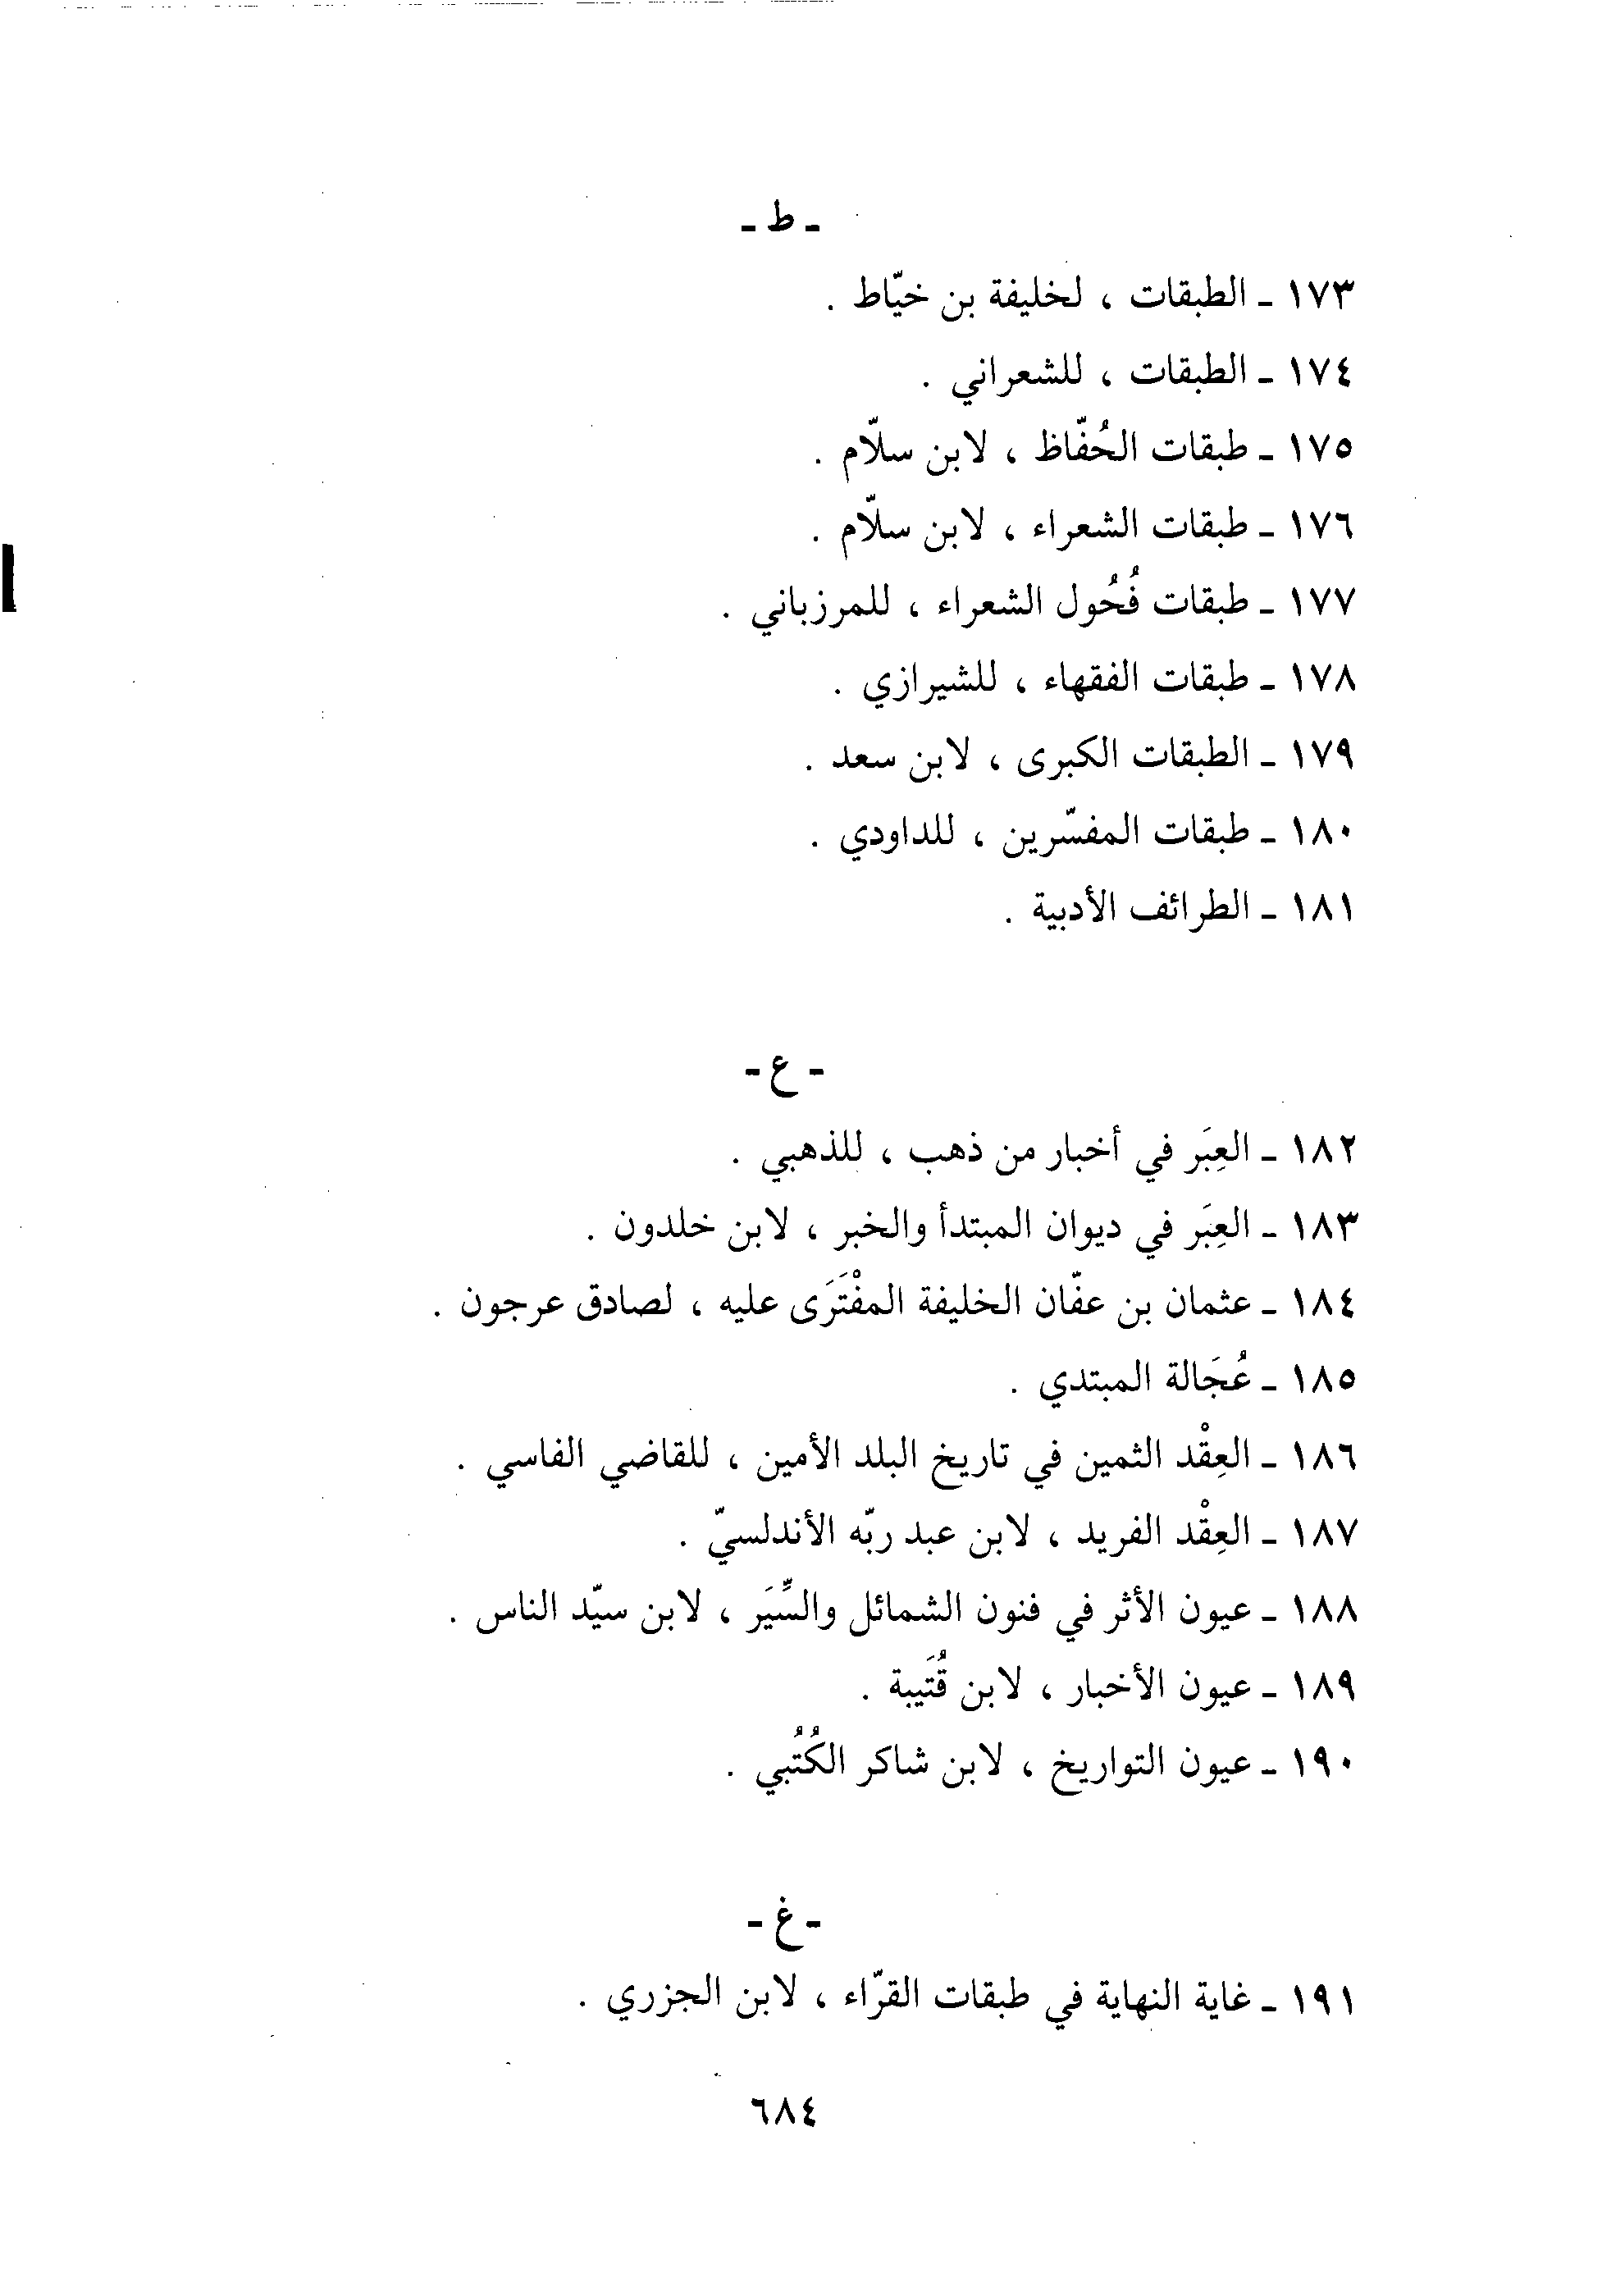 - ط -
١٧٣ - الطبقات ، لخليفة بن خيّاط .
١٧٤ - الطبقات ، للشعراني .
١٧٥ - طبقات الحُفّاظ ، لابن سلّام .
١٧٦ - طبقات الشعراء ، لابن سلّام .
١٧٧ - طبقات فُحُول الشعراء ، للمرزباني .
١٧٨ - طبقات الفقهاء ، للشيرازي .
١٧٩ - الطبقات الكبرى ، لابن سعد .
١٨٠ - طبقات المفسّرين ، للداودي .
١٨١ - الطرائف الأدبية .
- ع -
١٨٢ - العِبَر في أخبار من ذهب ، للذهبي .
١٨٣ - العِبَر في ديوان المبتدأ والخبر ، لابن خلدون .
١٨٤ - عثمان بن عفّان الخليفة المفْتَرَى عليه ، لصادق عرجون .
١٨٥ - عُجَالة المبتدي .
١٨٦ - العِقْد الثمين في تاريخ البلد الأمين ، للقاضي الفاسي .
١٨٧ - العِقْد الفريد ، لابن عبد ربّه الأندلسيّ .
١٨٨ - عيون الأثر في فنون الشمائل والسِّيَر ، لابن سيّد الناس .
١٨٩ - عيون الأخبار ، لابن قُتَيبة .
١٩٠ - عيون التواريخ ، لابن شاكر الكُتُبي .
- غ -
١٩١ - غاية النهاية في طبقات القرّاء ، لابن الجزري .
٦٨٤